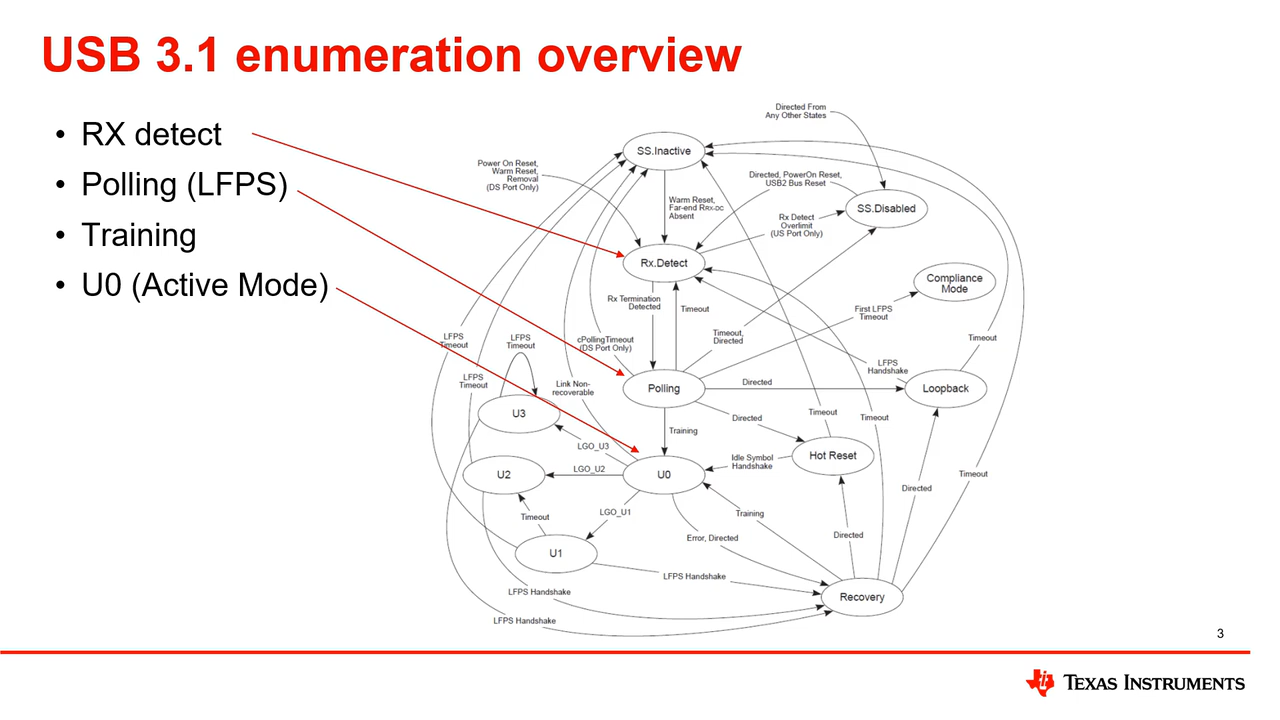 USB 3.1 enumeration overview
• RX detect
• Polling (LFPS)
• Training
• U0 (Active Mode)
Directed From
Any Other States
SS.Inactive
Power On Reset,
Warm Reset,
Removal
(DS Port Only)
Directed, PowerOn Reset,
USB2 Bus Reset
Warm Reset,
Far-end RRX-DC
Absent
SS.Disabled
Rx Detect
Overlimit
(US Port Only)
Rx.Detect
Compliance
Mode
Rx Termination
Detected
Timeout
First LFPS
Timeout
LFPS
Timeout
LFPS
Timeout
cPollingTimeout
(DS Port Only)
Timeout,
Directed
Timeout
LFPS
Handshake
LFPS
Timeout
Link Non-
recoverable
Polling
Directed
Loopback
U3
Directed
Timeout
Timeout
Training
LGO_U3
Idle Symbol
Handshake
Hot Reset
U2
LGO_U2
U0
Timeout
Directed
Timeout
LGO_U1
Training
Error, Directed
Directed
U1
LFPS Handshake
LFPS Handshake
Recovery
LFPS Handshake
3
TEXAS INSTRUMENTS